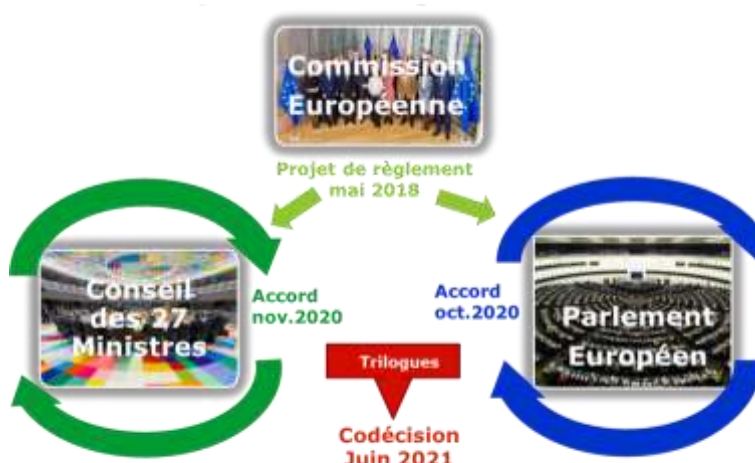 Commission
Européenne
Projet de règlement
mai 2018
Conseil
des 27
Ministres
Accord
nov.2020
Accord
oct.2020
Parlement
Européen
Trilogues
Codécision
Juin 2021